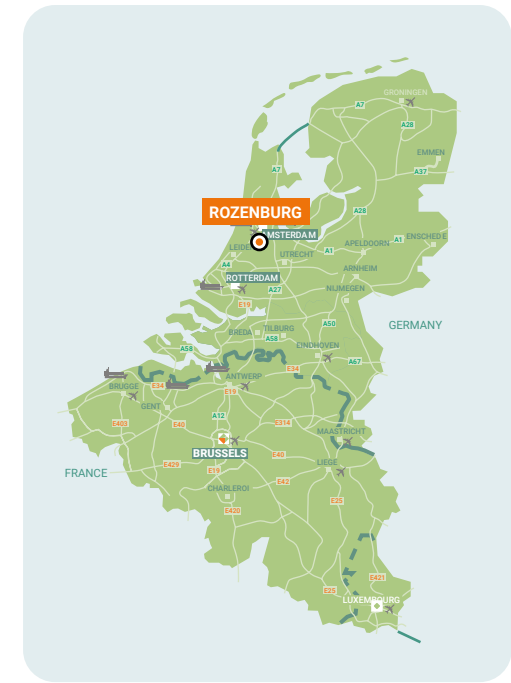 GRONINGEN
A7
A28
EMMEN
A7
A37
ROZENBURG
A28
MSTERDAM
ENSCHEDE
A1
APELDOORN
LEIDE
A1
UTRECHT
A4
ARNHEIM
ROTTERDAM
A27
NIJMEGEN
E19
A50
GERMANY
TILBURG
BREDA
A58
EINDHOVEN
A58
A67
E34
ANTWERP
BRUGGE
E34
E19
GENT
A12
E403
E40
E314
MAASTRICHT
BRUSSELS
E40
LIEGE
E429
E19
FRANCE
E42
CHARLEROI
E25
E420
E421
E25
LUXEMBOURG